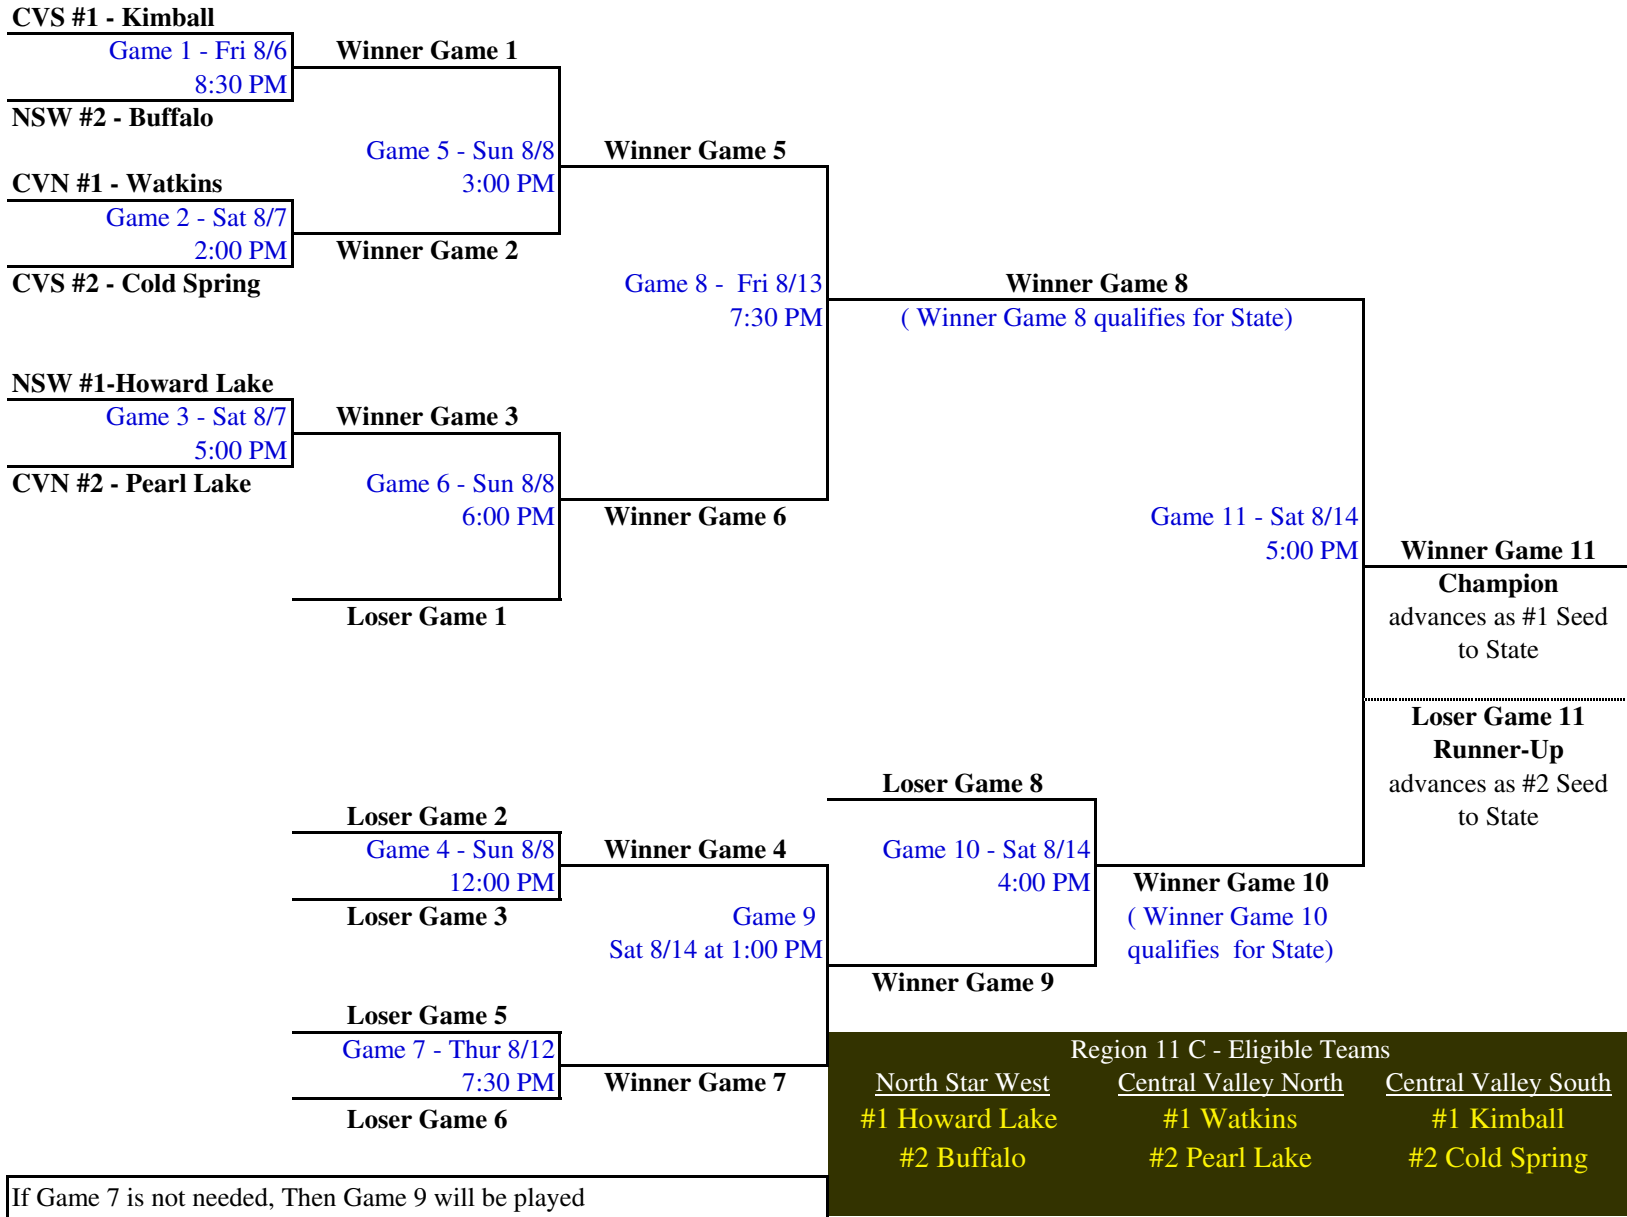 CVS #1 - Kimball
Game 1 - Fri 8/6
8:30 PM
Winner Game 1
NSW #2 - Buffalo
Game 5 - Sun 8/8
3:00 PM
Winner Game 5
CVN #1 - Watkins
Game 2 - Sat 8/7
2:00 PM
Winner Game 2
CVS #2 - Cold Spring
Game 8 -  Fri 8/13
7:30 PM
Winner Game 8
( Winner Game 8 qualifies for State)
NSW #1-Howard Lake
Game 3 - Sat 8/7
5:00 PM
Winner Game 3
CVN #2 - Pearl Lake
Game 6 - Sun 8/8
6:00 PM
Winner Game 6
Game 11 - Sat 8/14
5:00 PM
Winner Game 11
Champion
advances as #1 Seed
to State
Loser Game 1
Loser Game 11
Runner-Up
advances as #2 Seed
to State
Loser Game 8
Loser Game 2
Game 4 - Sun 8/8
12:00 PM
Winner Game 4
Game 10 - Sat 8/14
4:00 PM
Winner Game 10
( Winner Game 10
qualifies  for State)
Loser Game 3
Game 9
Sat 8/14 at 1:00 PM
Winner Game 9
Loser Game 5
Game 7 - Thur 8/12
7:30 PM
Winner Game 7
Loser Game 6
Region 11 C - Eligible Teams
North Star West Central Valley North Central Valley South
#1 Howard Lake #1 Watkins #1 Kimball
#2 Buffalo #2 Pearl Lake #2 Cold Spring
If Game 7 is not needed, Then Game 9 will be played